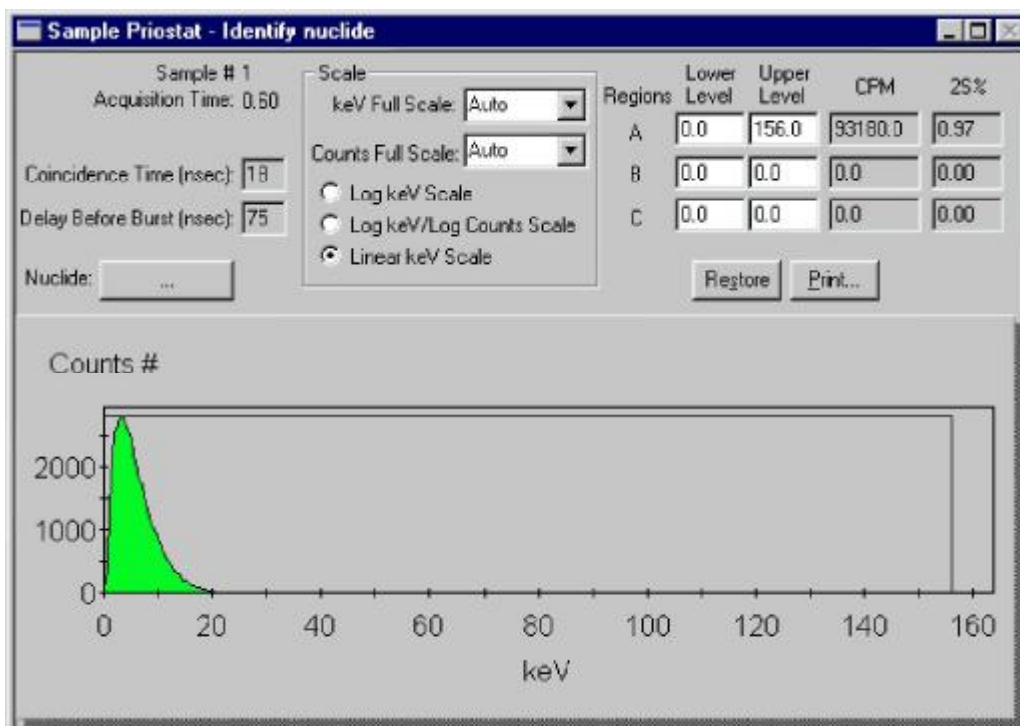 Sample Priostat - Identify nuclide
Sample # 1
Acquisition Time: 0.60
Coincidence Time (nsec): 18
Delay Before Burst (nsec): 75
Nuclide: ...
Scale
keV Full Scale: Auto
Counts Full Scale: Auto
Log keV Scale
Log keV/Log Counts Scale
Linear keV Scale
Regions Lower Level Upper Level CPM 2S%
A 0.0 156.0 93180.0 0.97
B 0.0 0.0 0.0 0.00
C 0.0 0.0 0.0 0.00
Restore Print...
Counts #
2000
1000
0
0 20 40 60 80 100 120 140 160
keV